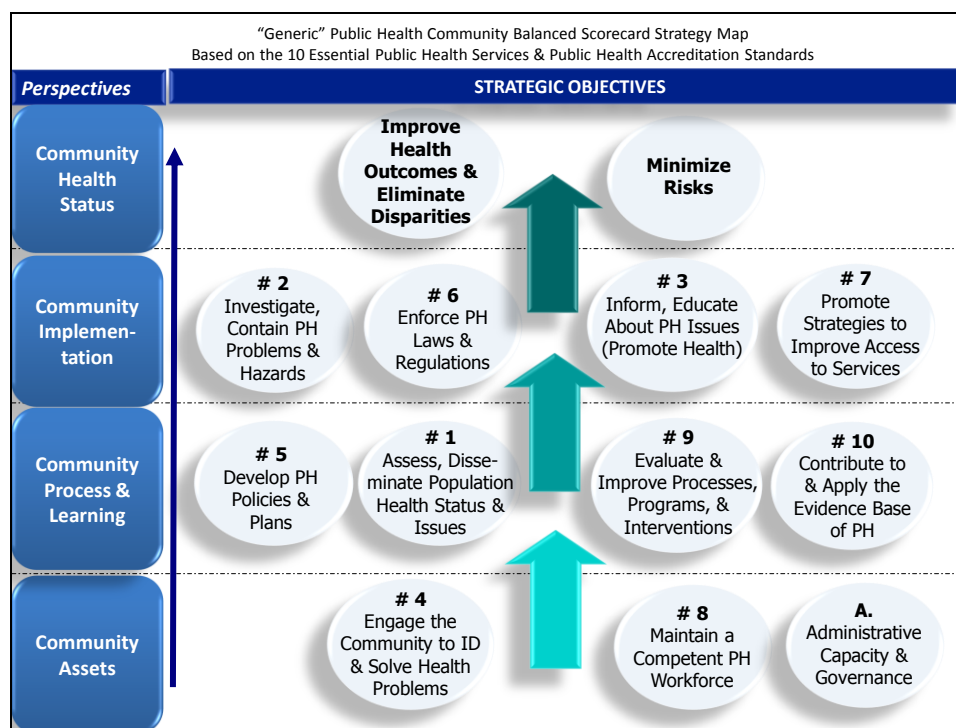 “Generic” Public Health Community Balanced Scorecard Strategy Map
Based on the 10 Essential Public Health Services & Public Health Accreditation Standards
Perspectives
STRATEGIC OBJECTIVES
Community
Health
Status
Improve
Health
Outcomes &
Eliminate
Disparities
Minimize
Risks
Community
Implemen-
tation
# 2
Investigate,
Contain PH
Problems &
Hazards
# 6
Enforce PH
Laws &
Regulations
# 3
Inform, Educate
About PH Issues
(Promote Health)
# 7
Promote
Strategies to
Improve Access
to Services
Community
Process &
Learning
# 5
Develop PH
Policies &
Plans
# 1
Assess, Disse-
minate Population
Health Status &
Issues
# 9
Evaluate &
Improve Processes,
Programs, &
Interventions
# 10
Contribute to
& Apply the
Evidence Base
of PH
Community
Assets
# 4
Engage the
Community to ID
& Solve Health
Problems
# 8
Maintain a
Competent PH
Workforce
A.
Administrative
Capacity &
Governance